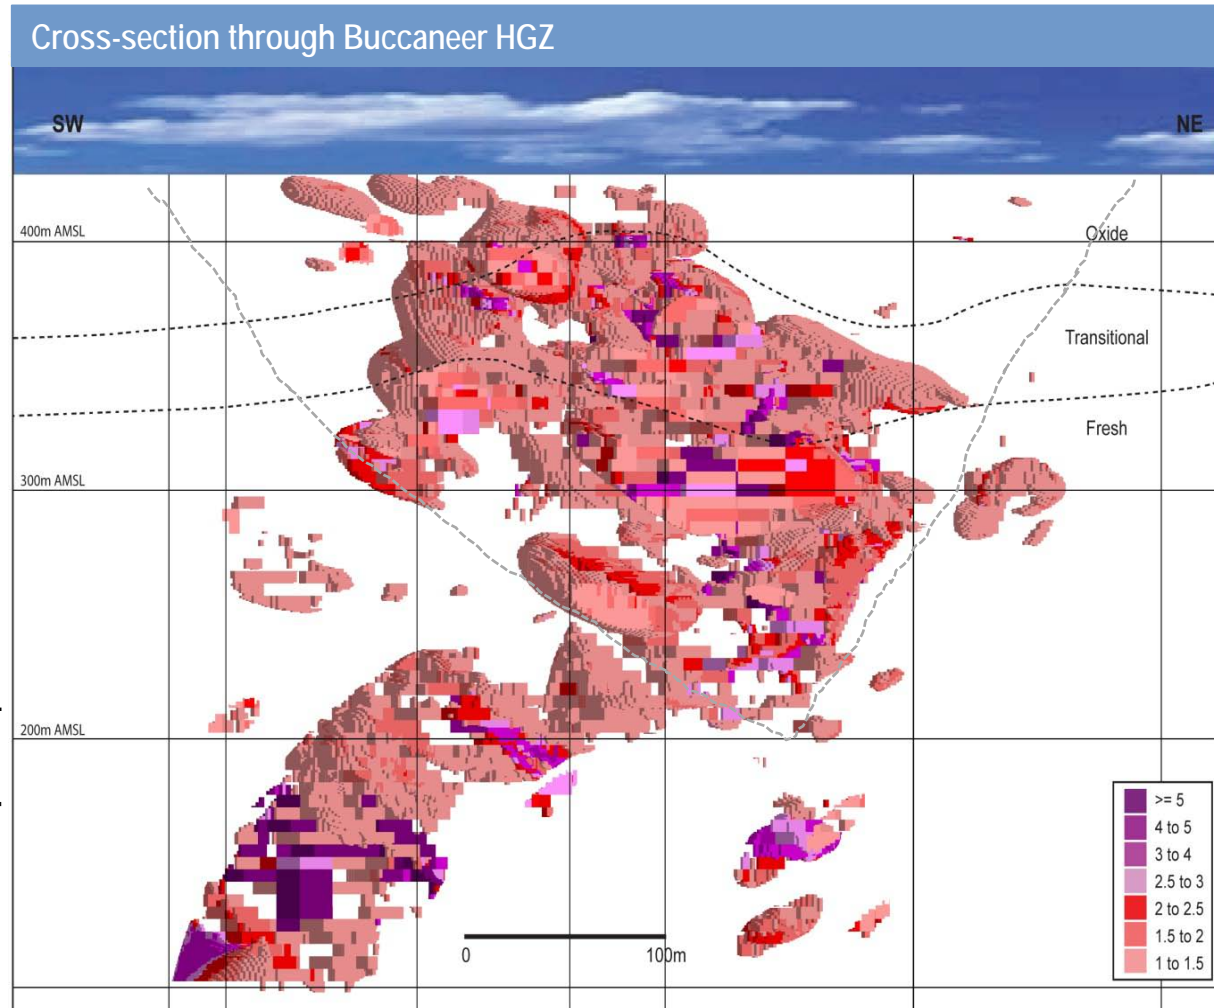 Cross-section through Buccaneer HGZ
SW
NE
400m AMSL
Oxide
Transitional
Fresh
300m AMSL
200m AMSL
>= 5
4 to 5
3 to 4
2.5 to 3
2 to 2.5
1.5 to 2
1 to 1.5
0
100m